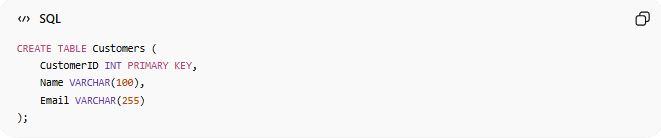 </> SQL
CREATE TABLE Customers (
    CustomerID INT PRIMARY KEY,
    Name VARCHAR(100),
    Email VARCHAR(255)
);